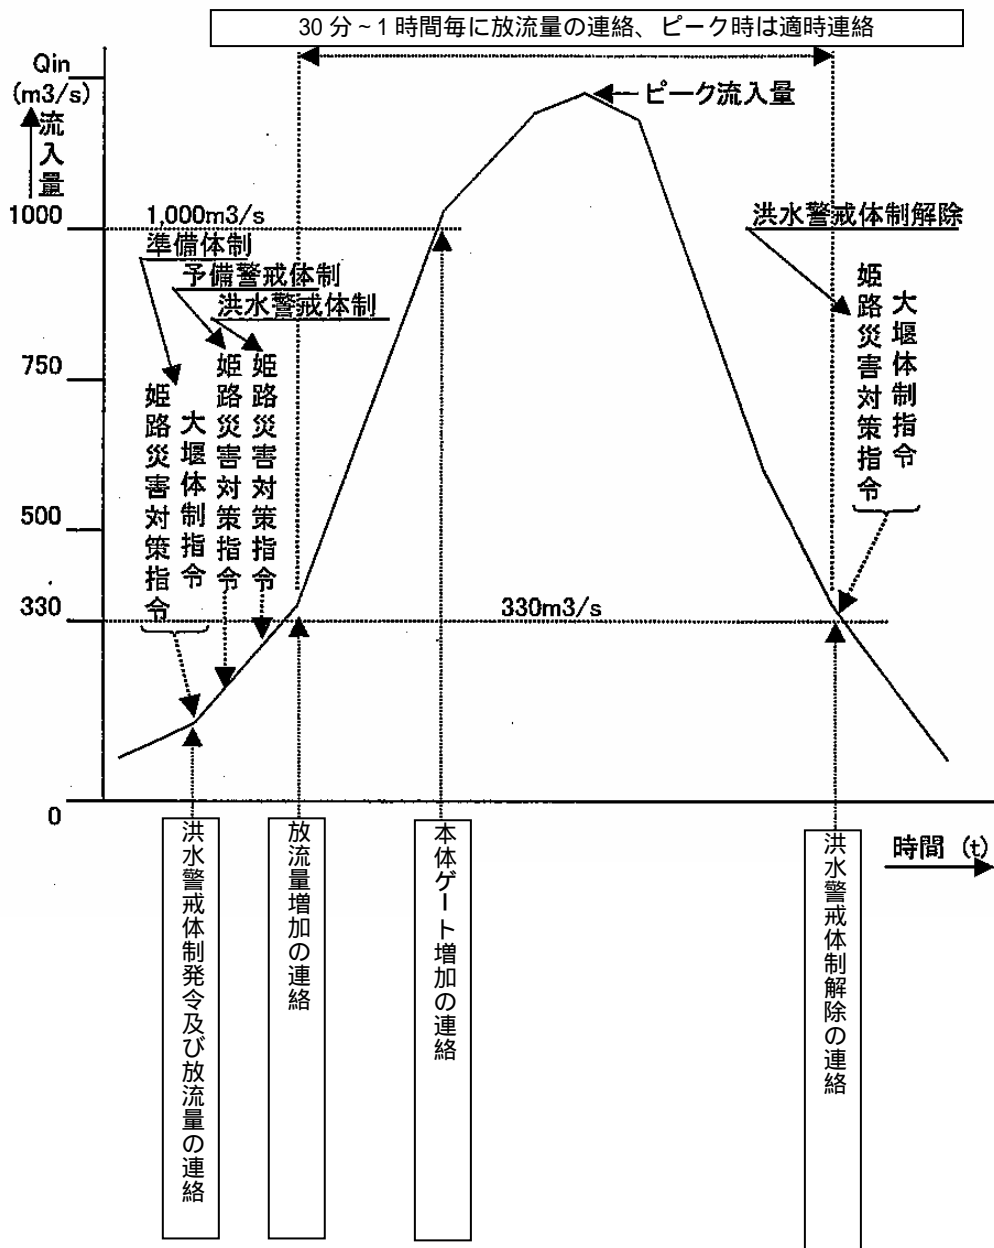 30分~1時間毎に放流量の連絡、ピーク時は適時連絡
Qin
(m3/s)
流入量
ピーク流入量
1000
1,000m3/s
洪水警戒体制解除
準備体制
予備警戒体制
洪水警戒体制
750
姫路災害対策指令
大堰体制指令
姫路災害対策指令
姫路災害対策指令
姫路災害対策指令
大堰体制指令
500
330
330m3/s
0
時間 (t)
洪水警戒体制発令及び放流量の連絡
放流量増加の連絡
本体ゲート増加の連絡
洪水警戒体制解除の連絡